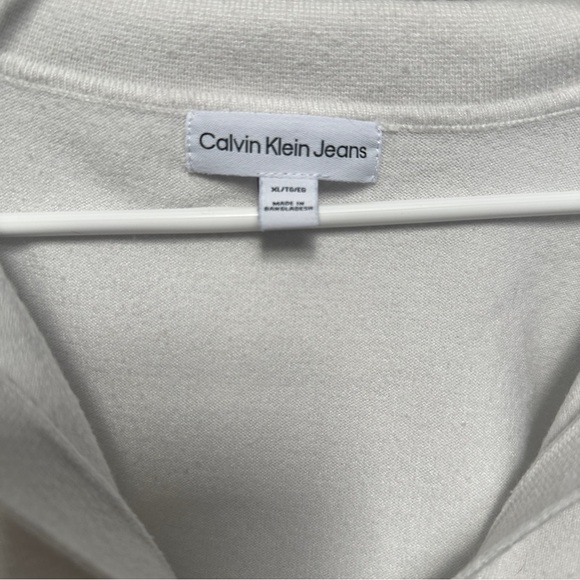 Calvin Klein Jeans
XL/TG/EG
MADE IN
BANGLADESH